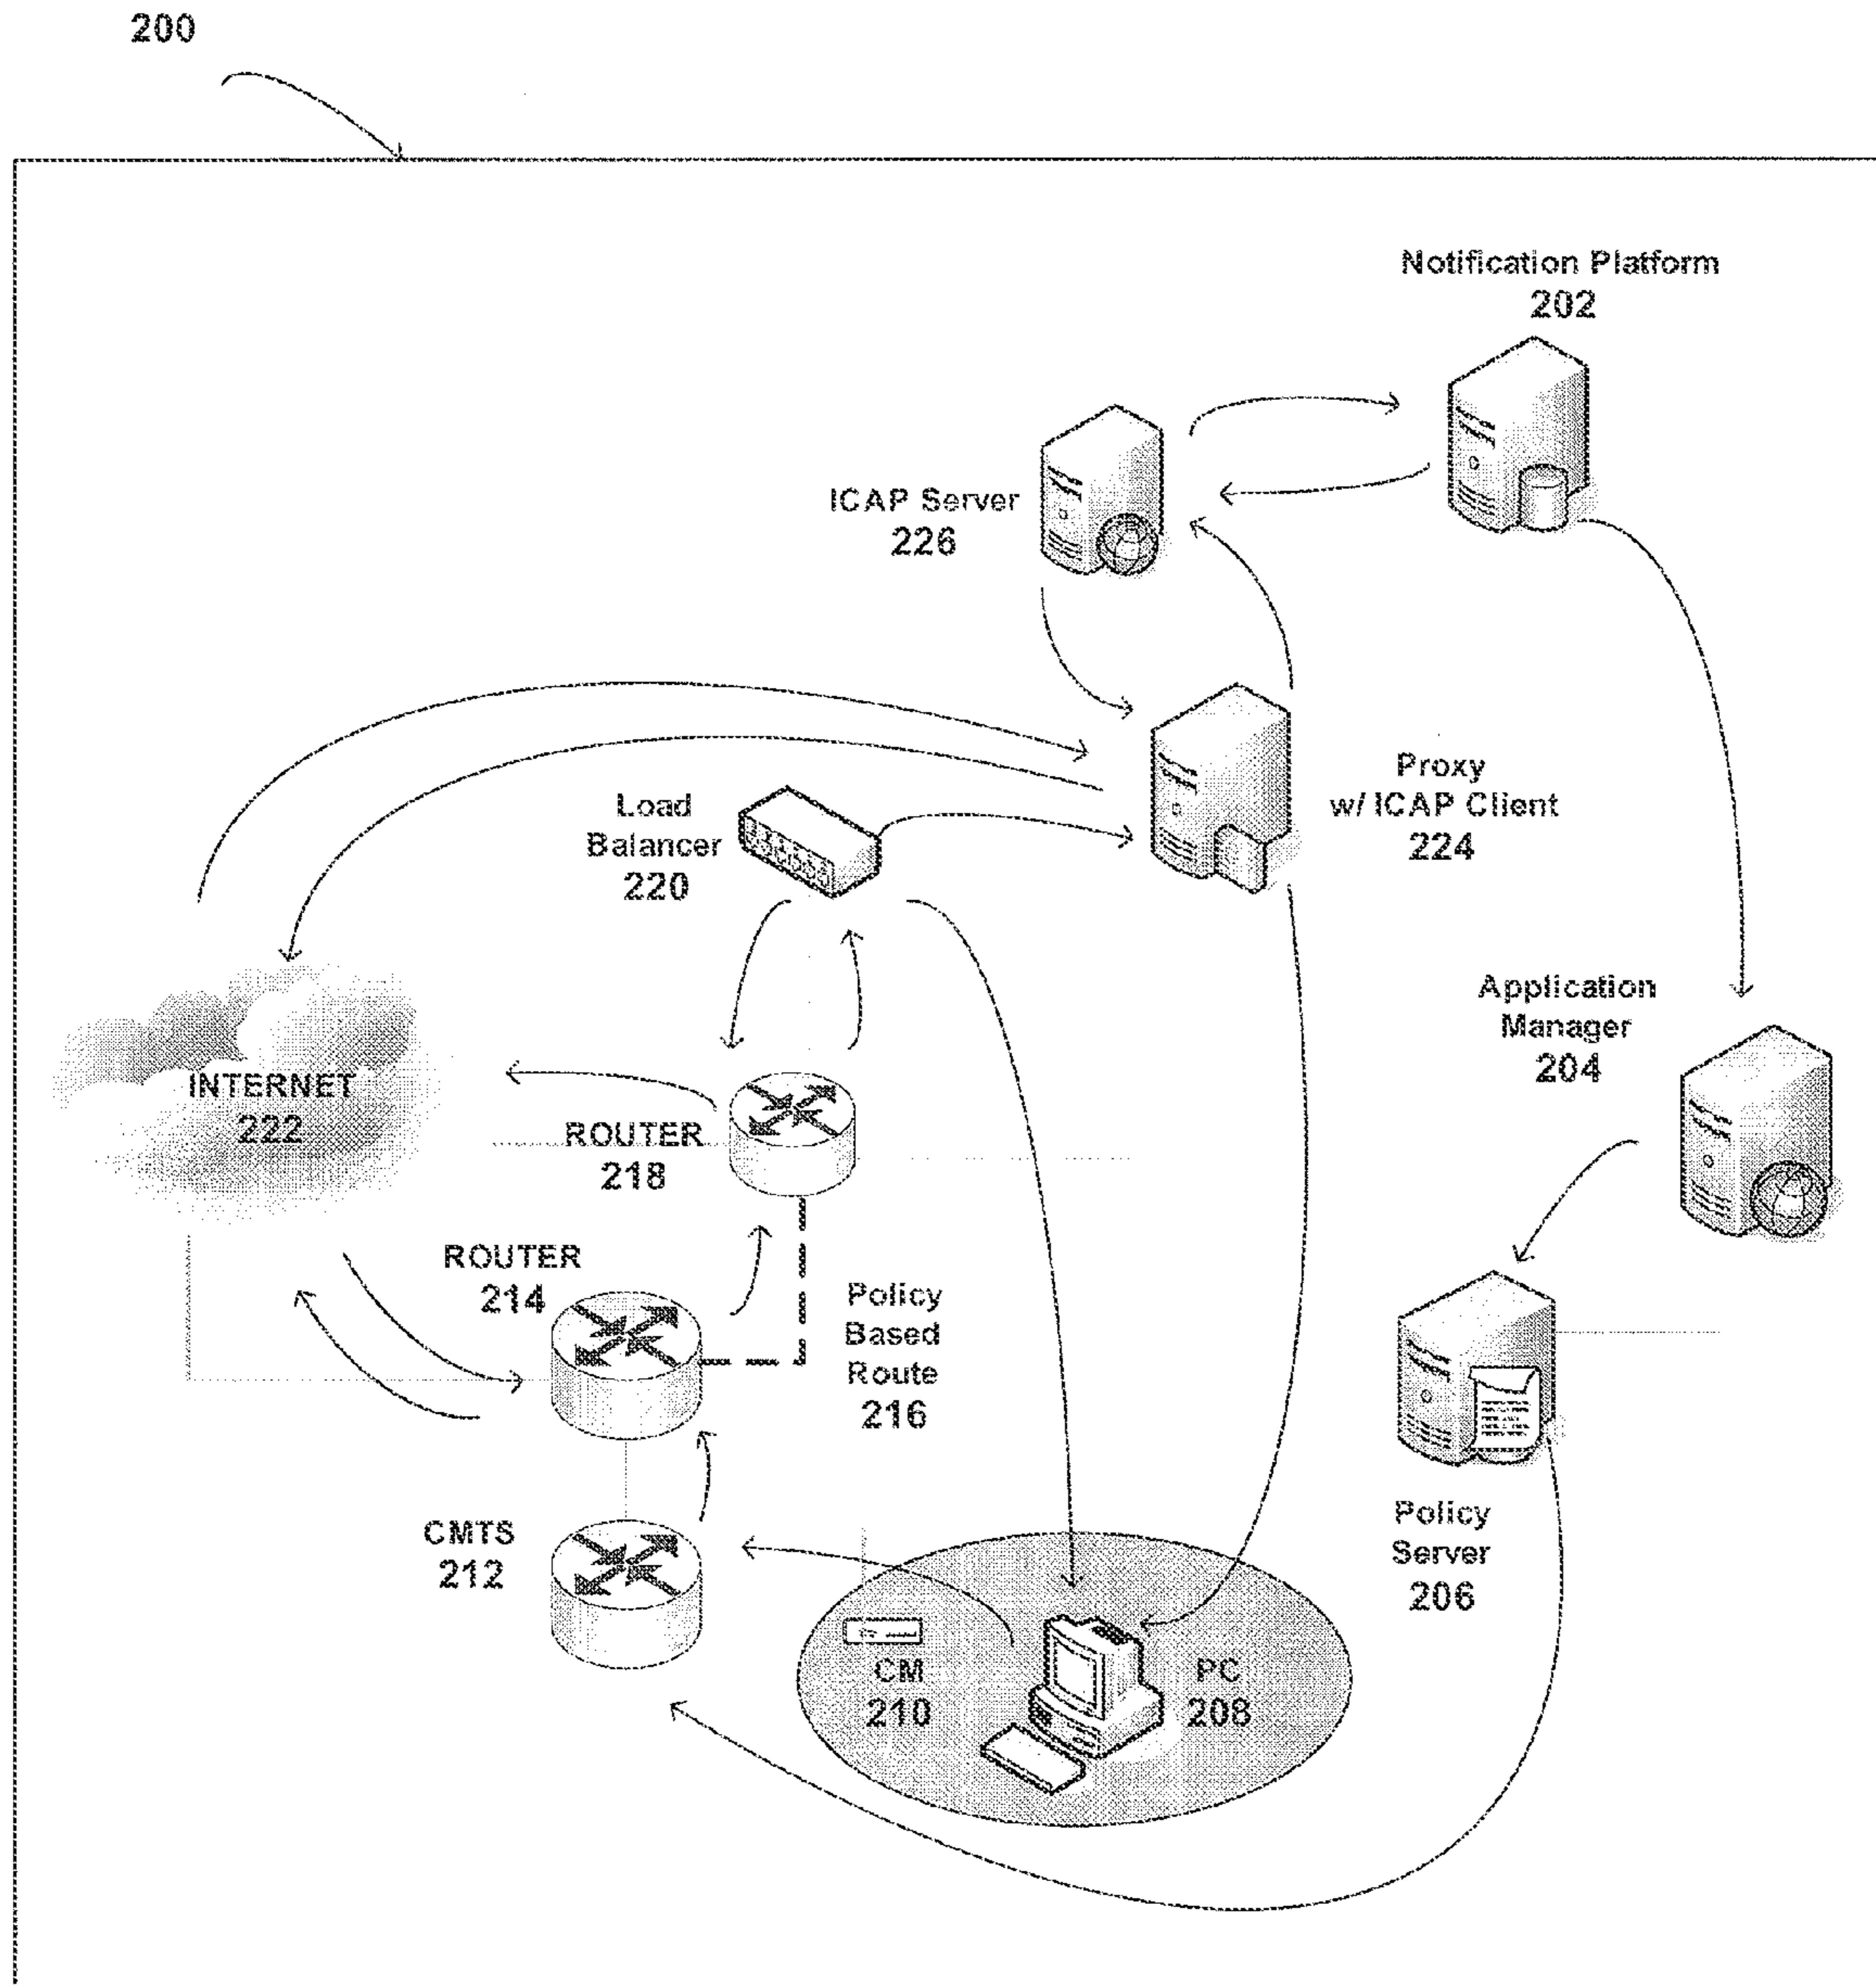 200
Notification Platform
202
ICAP Server
226
Proxy
w/ ICAP Client
224
Load
Balancer
220
Application
Manager
204
INTERNET
222
ROUTER
218
ROUTER
214
Policy
Based
Route
216
CMTS
212
Policy
Server
206
CM
210
PC
208